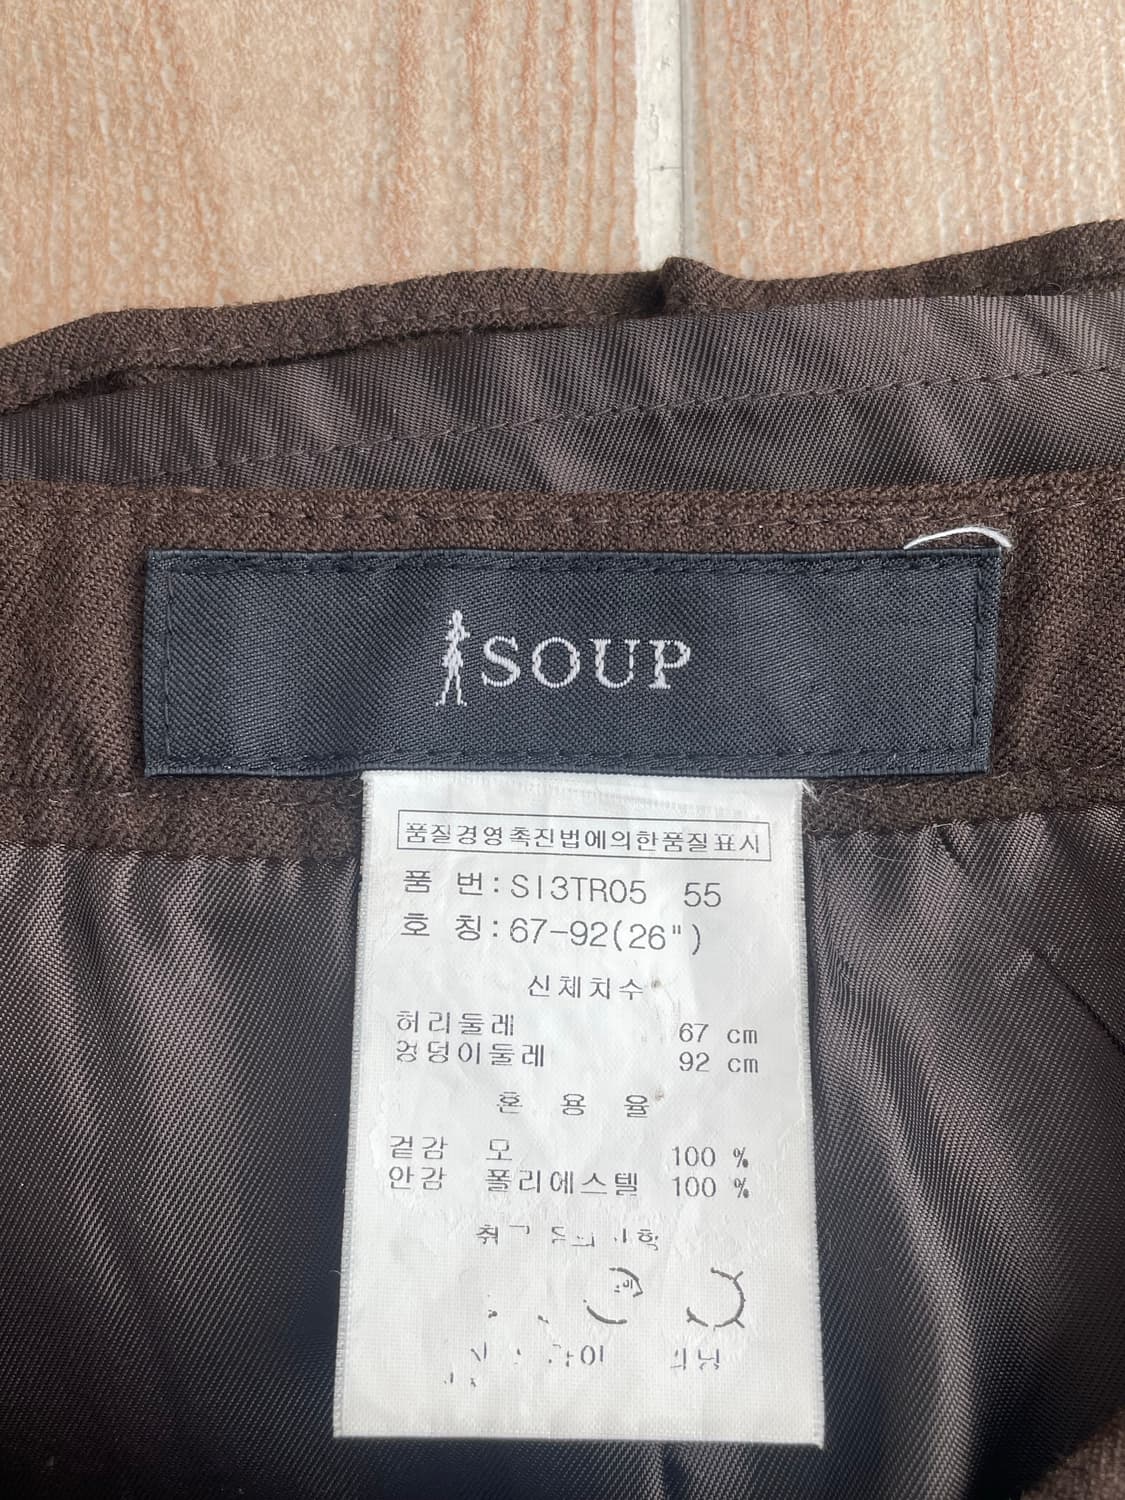 SOUP
품질경영촉진법에의한품질표시
품 번: SI3TR05 55
호 칭: 67-92(26")
신체치수
허리둘레 67 cm
엉덩이둘레 92 cm
혼 용 율
겉감 모 100 %
안감 폴리에스텔 100 %